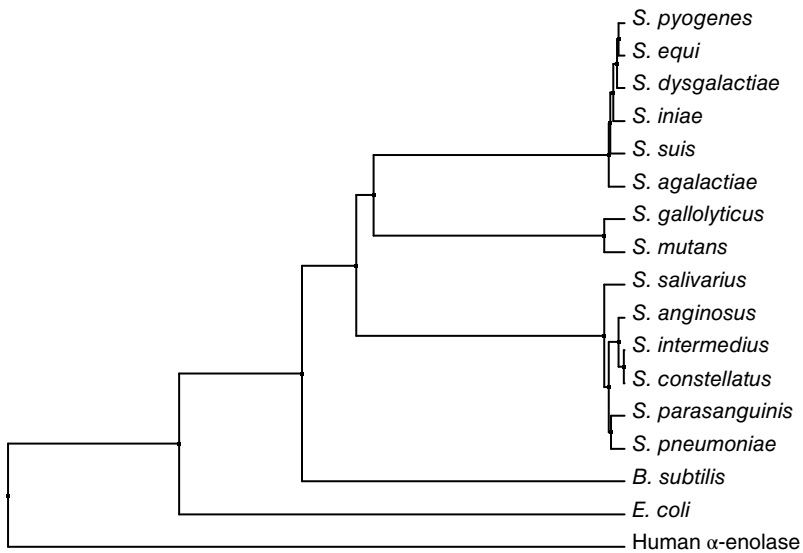 S. pyogenes
S. equi
S. dysgalactiae
S. iniae
S. suis
S. agalactiae
S. gallolyticus
S. mutans
S. salivarius
S. anginosus
S. intermedius
S. constellatus
S. parasanguinis
S. pneumoniae
B. subtilis
E. coli
Human α-enolase